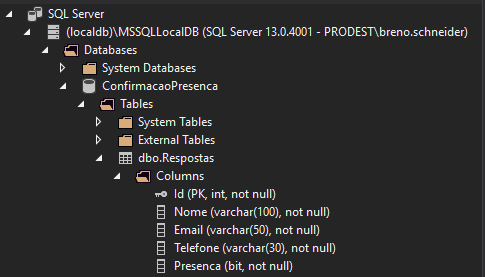 SQL Server
(localdb)\MSSQLLocalDB (SQL Server 13.0.4001 - PRODEST\breno.schneider)
Databases
System Databases
ConfirmacaoPresenca
Tables
System Tables
External Tables
dbo.Respostas
Columns
Id (PK, int, not null)
Nome (varchar(100), not null)
Email (varchar(50), not null)
Telefone (varchar(30), not null)
Presenca (bit, not null)